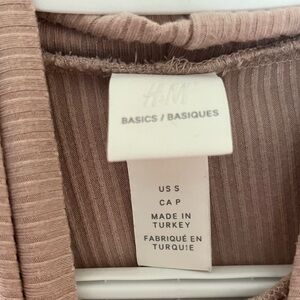 H&M
BASICS / BASIQUES
US S
CA P
MADE IN
TURKEY
FABRIQUÉ EN
TURQUIE